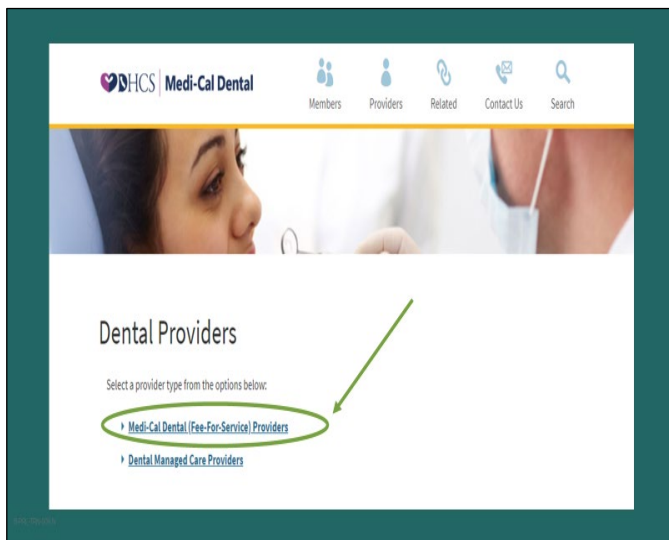 DHCS Medi-Cal Dental
Members Providers Related Contact Us Search
Dental Providers
Select a provider type from the options below:
Medi-Cal Dental (Fee-For-Service) Providers
Dental Managed Care Providers